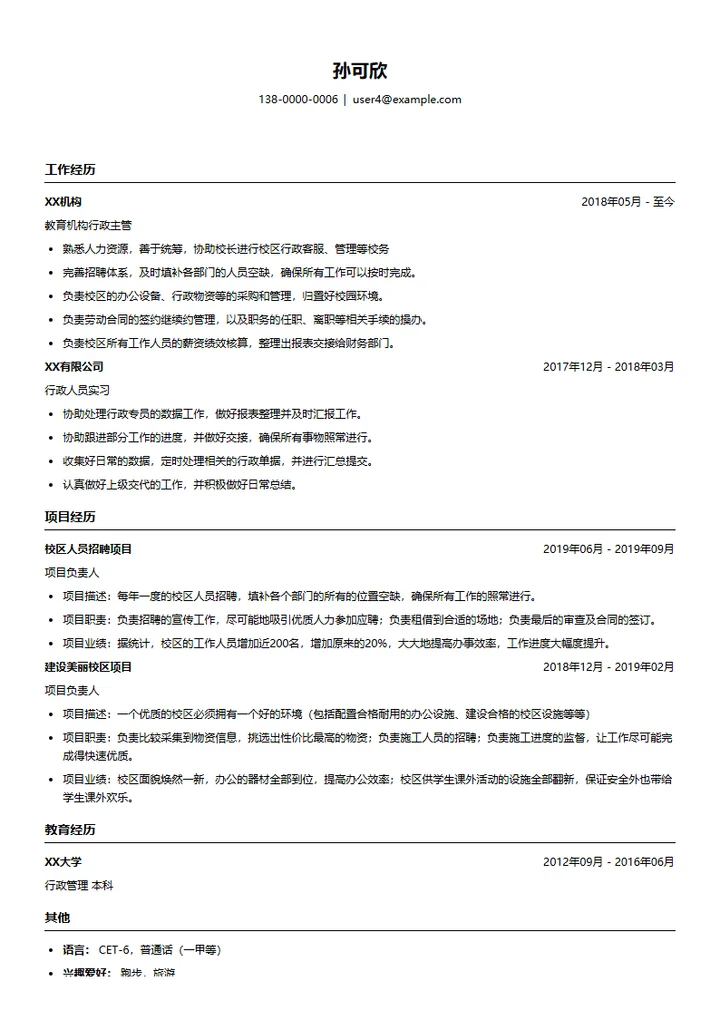 孙可欣
138-0000-0006 | user4@example.com
工作经历
XX机构 2018年05月 - 至今
教育机构行政主管
• 熟悉人力资源，善于统筹，协助校长进行校区行政客服、管理等校务
• 完善招聘体系，及时填补各部门的人员空缺，确保所有工作可以按时完成。
• 负责校区的办公设备、行政物资等的采购和管理，归置好校园环境。
• 负责劳动合同的签约继续约管理，以及职务的任职、离职等相关手续的操办。
• 负责校区所有工作人员的薪资绩效核算，整理出报表交接给财务部门。
XX有限公司 2017年12月 - 2018年03月
行政人员实习
• 协助处理行政专员的数据工作，做好报表整理并及时汇报工作。
• 协助跟进部分工作的进度，并做好交接，确保所有事物照常进行。
• 收集好日常的数据，定时处理相关的行政单据，并进行汇总提交。
• 认真做好上级交代的工作，并积极做好日常总结。
项目经历
校区人员招聘项目 2019年06月 - 2019年09月
项目负责人
• 项目描述：每年一度的校区人员招聘，填补各个部门的所有的位置空缺，确保所有工作的照常进行。
• 项目职责：负责招聘的宣传工作，尽可能地吸引优质人力参加应聘；负责租借到合适的场地；负责最后的审查及合同的签订。
• 项目业绩：据统计，校区的工作人员增加近200名，增加原来的20%，大大地提高办事效率，工作进度大幅度提升。
建设美丽校区项目 2018年12月 - 2019年02月
项目负责人
• 项目描述：一个优质的校区必须拥有一个好的环境（包括配置合格耐用的办公设施、建设合格的校区设施等等）
• 项目职责：负责比较采集到物资信息，挑选出性价比最高的物资；负责施工人员的招聘；负责施工进度的监督，让工作尽可能完
成得快速优质。
• 项目业绩：校区面貌焕然一新，办公的器材全部到位，提高办公效率；校区供学生课外活动的设施全部翻新，保证安全外也带给
学生课外欢乐。
教育经历
XX大学 2012年09月 - 2016年06月
行政管理 本科
其他
• 语言： CET-6，普通话（一甲等）
• 兴趣爱好： 跑步，旅游